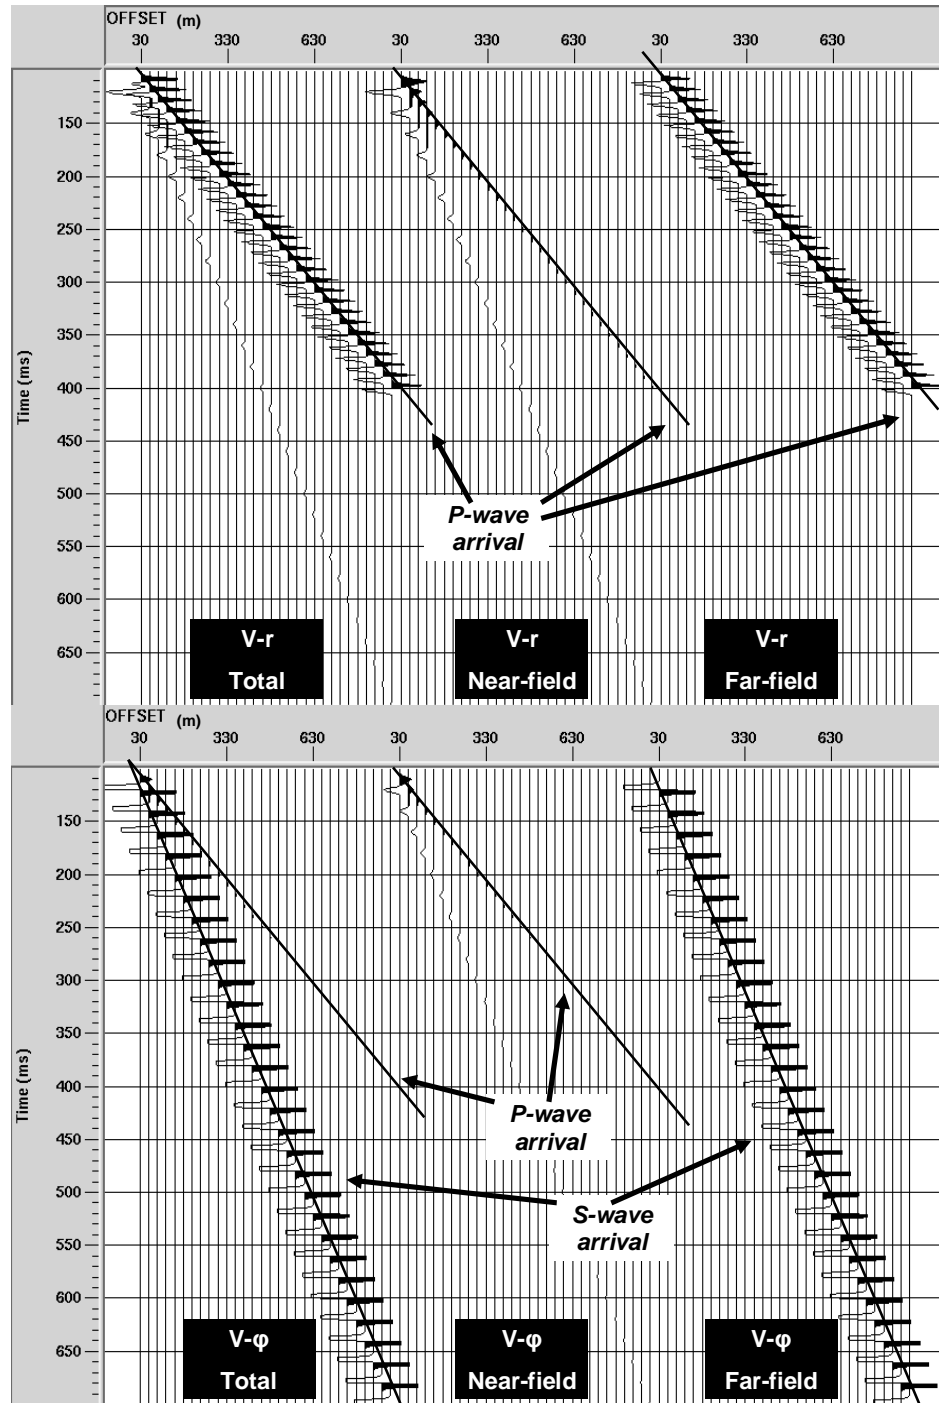 OFFSET (m)
30 330 630 30 330 630 30 330 630
150
200
250
300
350
400
450
500
550
600
650
Time (ms)
P-wave
arrival
V-r
Total
V-r
Near-field
V-r
Far-field
OFFSET (m)
30 330 630 30 330 630 30 330 630
150
200
250
300
350
400
450
500
550
600
650
Time (ms)
P-wave
arrival
S-wave
arrival
V-φ
Total
V-φ
Near-field
V-φ
Far-field